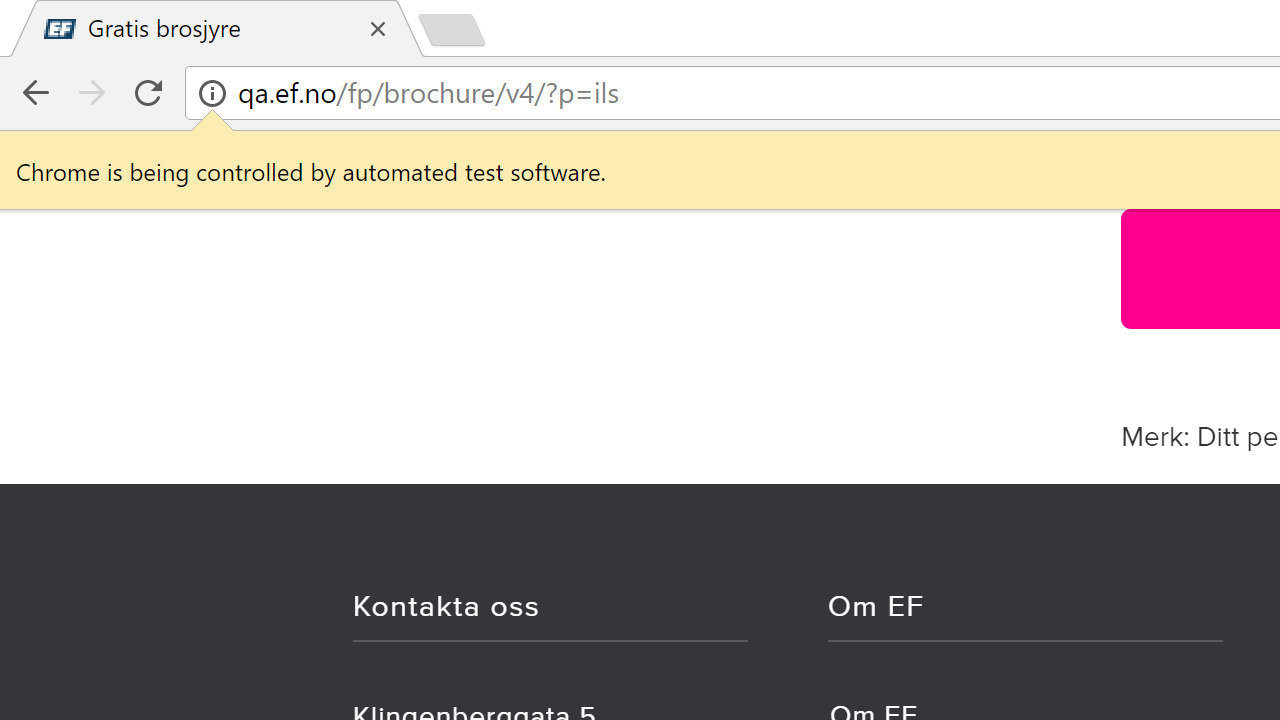 EF Gratis brosjyre
qa.ef.no/fp/brochure/v4/?p=ils
Chrome is being controlled by automated test software.
Merk: Ditt pe
Kontakta oss
Om EF
Klingenberggata 5
Om EF